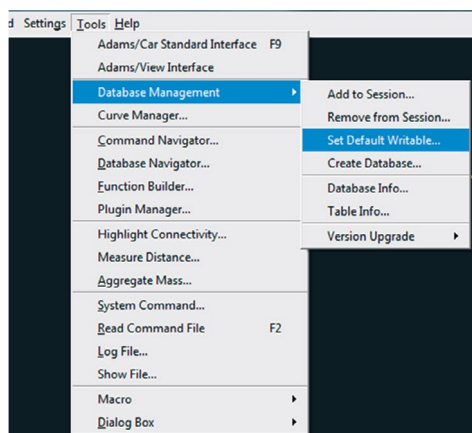 d Settings Tools Help
Adams/Car Standard Interface F9
Adams/View Interface
Database Management
Curve Manager...
Command Navigator...
Database Navigator...
Function Builder...
Plugin Manager...
Highlight Connectivity...
Measure Distance...
Aggregate Mass...
System Command...
Read Command File F2
Log File...
Show File...
Macro
Dialog Box
Add to Session...
Remove from Session...
Set Default Writable...
Create Database...
Database Info...
Table Info...
Version Upgrade